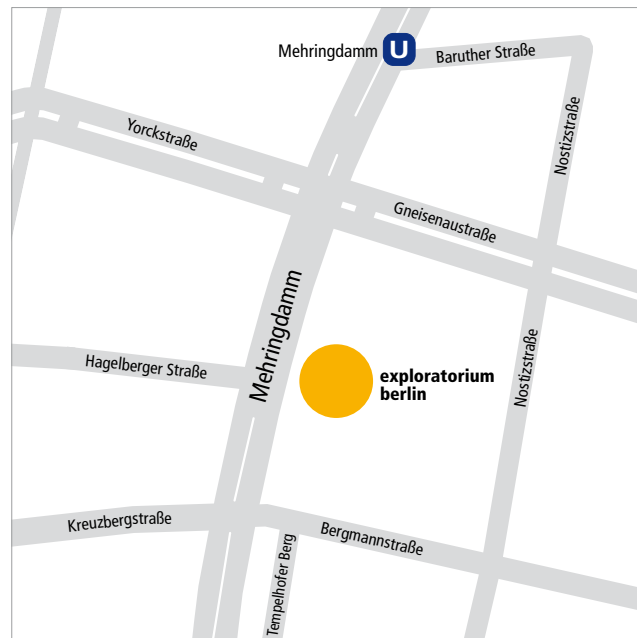 Mehringdamm
U
Baruther Straße
Yorckstraße
Nostizstraße
Gneisenaustraße
Mehringdamm
Hagelberger Straße
exploratorium
berlin
Nostizstraße
Kreuzbergstraße
Bergmannstraße
Tempelhofer Berg